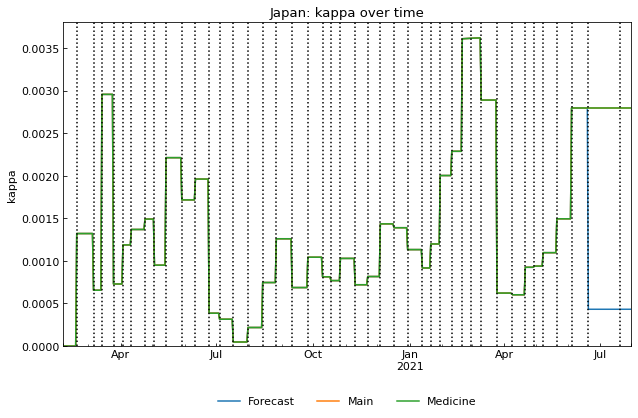 Japan: kappa over time
kappa
0.0035
0.0030
0.0025
0.0020
0.0015
0.0010
0.0005
0.0000
Apr Jul Oct Jan Apr Jul
2021
Forecast Main Medicine